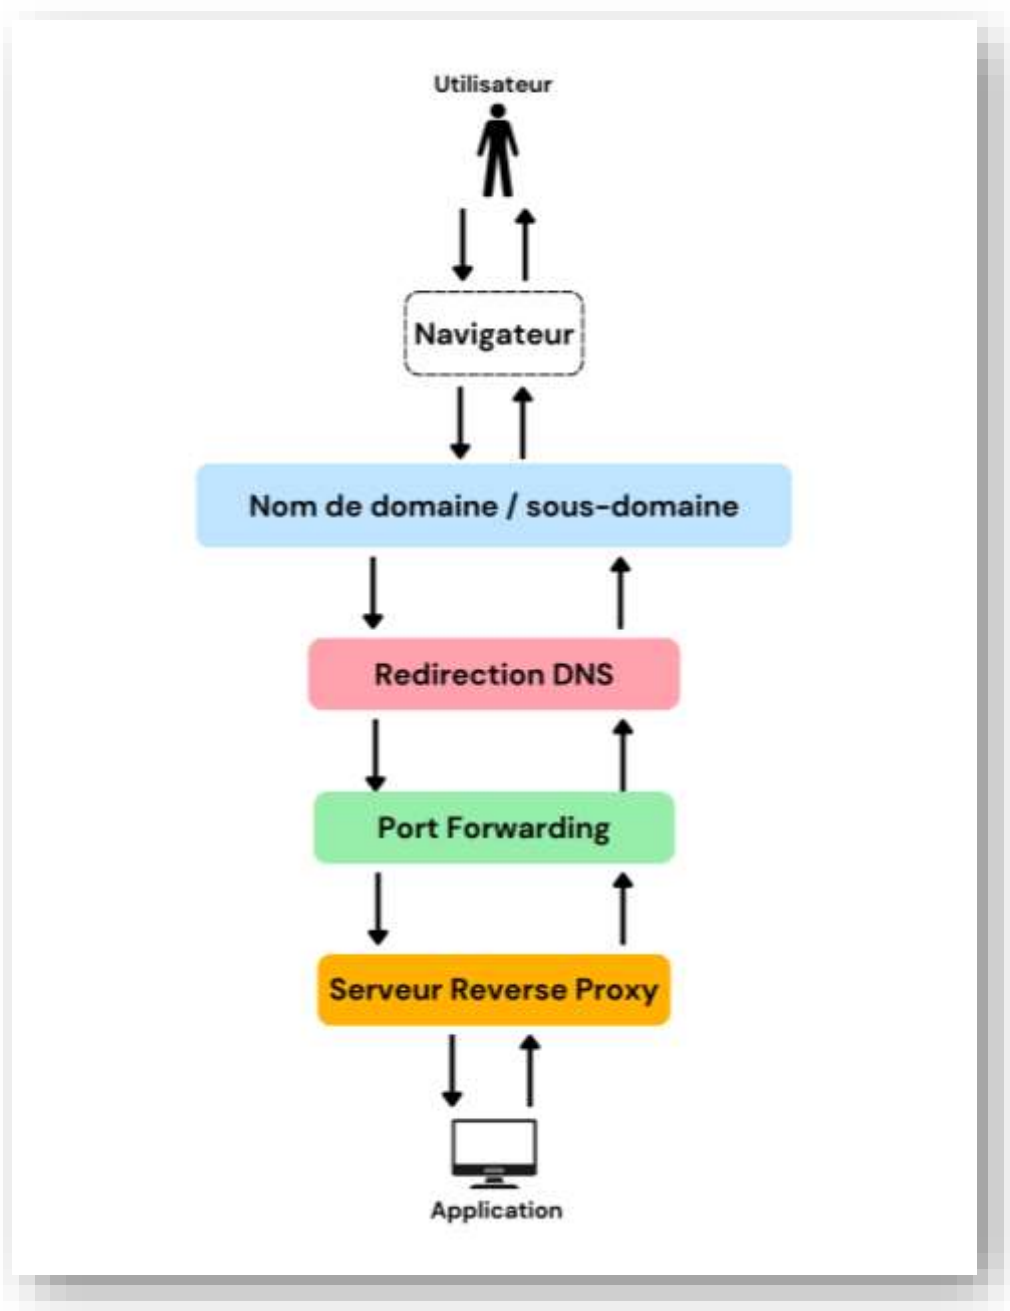 Utilisateur
Navigateur
Nom de domaine / sous-domaine
Redirection DNS
Port Forwarding
Serveur Reverse Proxy
Application